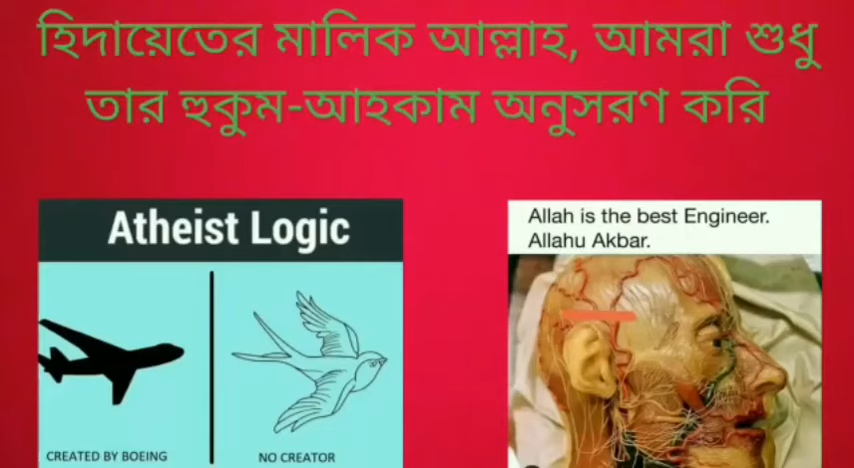 হিদায়েতের মালিক আল্লাহ, আমরা শুধু
তার হুকুম-আহকাম অনুসরণ করি
Atheist Logic
CREATED BY BOEING
NO CREATOR
Allah is the best Engineer.
Allahu Akbar.